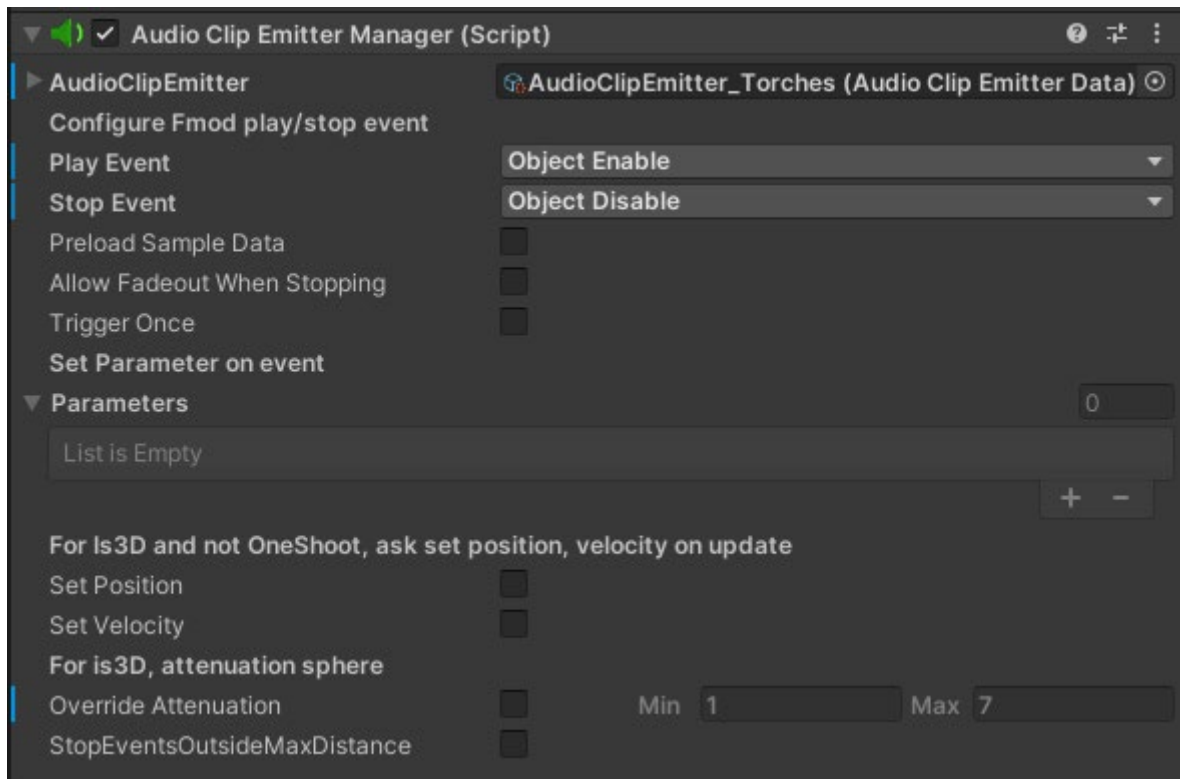 Audio Clip Emitter Manager (Script)
AudioClipEmitter AudioClipEmitter_Torches (Audio Clip Emitter Data)
Configure Fmod play/stop event
Play Event Object Enable
Stop Event Object Disable
Preload Sample Data
Allow Fadeout When Stopping
Trigger Once
Set Parameter on event
Parameters 0
List is Empty
+ −
For Is3D and not OneShoot, ask set position, velocity on update
Set Position
Set Velocity
For is3D, attenuation sphere
Override Attenuation Min 1 Max 7
StopEventsOutsideMaxDistance